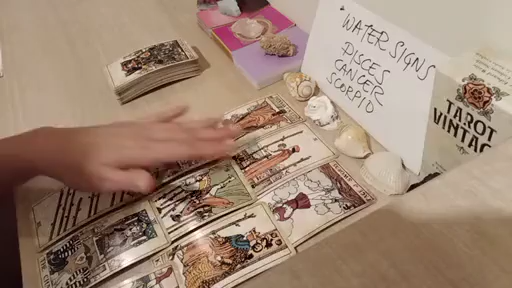 WATER SIGNS
PISCES
CANCER
SCORPIO
TAROT
VINTAG